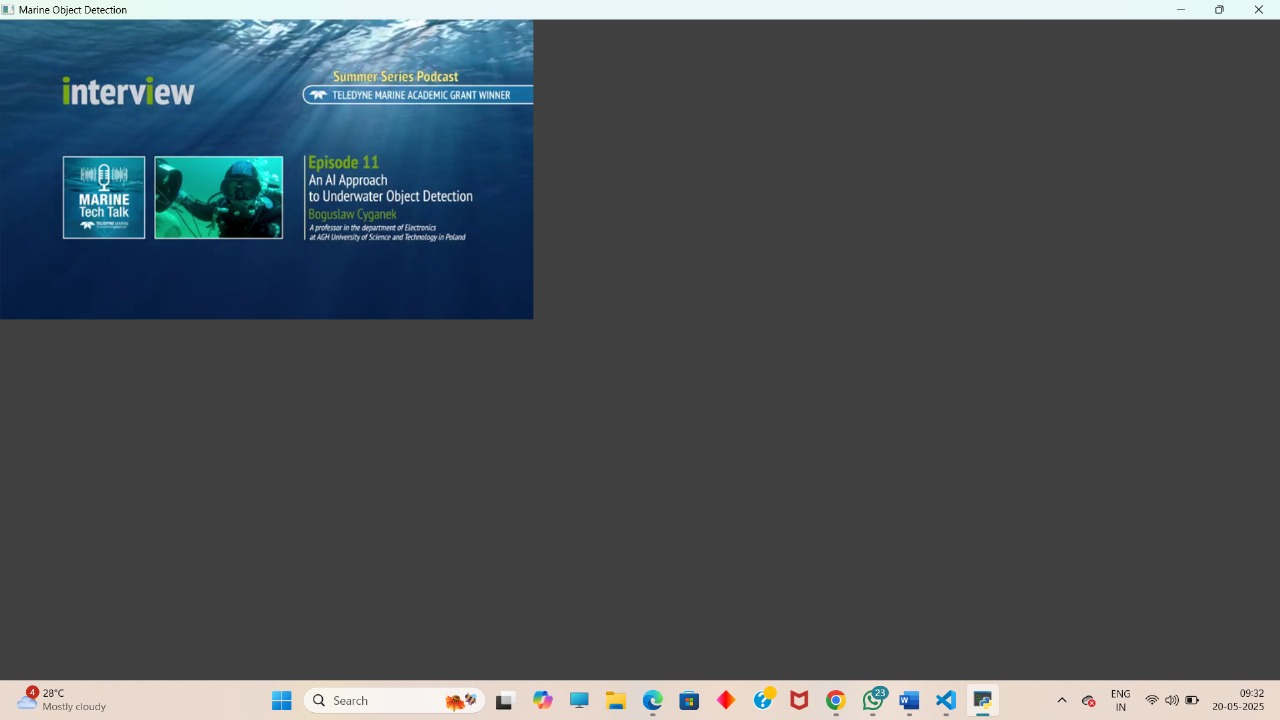 Marine Object Detection
interview
Summer Series Podcast
TELEDYNE MARINE ACADEMIC GRANT WINNER
MARINE
Tech Talk
TELEDYNE MARINE
Episode 11
An AI Approach
to Underwater Object Detection
Boguslaw Cyganek
A professor in the department of Electronics
at AGH University of Science and Technology in Poland
4
28°C
Mostly cloudy
Search
23
ENG
IN
09:32
20-05-2025